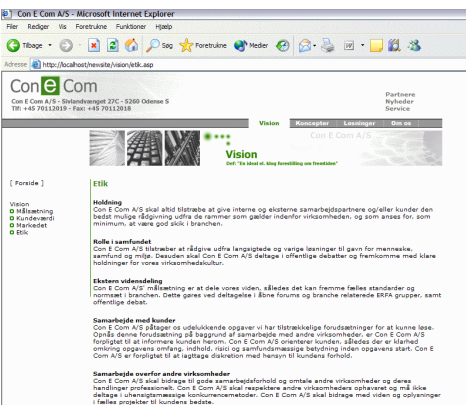 Con E Com A/S - Microsoft Internet Explorer
Filer Rediger Vis Foretrukne Funktioner Hjælp
Tilbage Søg Foretrukne Medier
Adresse http://localhost/newsite/vision/etik.asp
Con e Com
Con E Com A/S - Sivlandvænget 27C - 5260 Odense S
Tlf: +45 70112019 - Fax: +45 70112018
Partnere
Nyheder
Service
Vision Koncepter Løsninger Om os
Con E Com A/S
Vision
Def: "En ideal el. klog forestilling om fremtiden"
[ Forside ]
Vision
Målsætning
Kundeværdi
Markedet
Etik
Etik
Holdning
Con E Com A/S skal altid tilstræbe at give interne og eksterne samarbejdspartnere og/eller kunder den
bedst mulige rådgivning udfra de rammer som gælder indenfor virksomheden, og som anses for, som
minimum, at være god skik i branchen.
Rolle i samfundet
Con E Com A/S tilstræber at rådgive udfra langsigtede og varige løsninger til gavn for menneske,
samfund og miljø. Desuden skal Con E Com A/S deltage i offentlige debatter og fremkomme med klare
holdninger for vores virksomhedskultur.
Ekstern vidensdeling
Con E Com A/S' målsætning er at dele vores viden, således det kan fremme fælles standarder og
normsæt i branchen. Dette gøres ved deltagelse i åbne forums og branche relaterede ERFA grupper, samt
offentlige debat.
Samarbejde med kunder
Con E Com A/S påtager os udelukkende opgaver vi har tilstrækkelige forudsætninger for at kunne løse.
Opnås denne forudsætning på baggrund af samarbejde med andre virksomheder, er Con E Com A/S
forpligtet til at informere kunden herom. Con E Com A/S orienterer kunden, således der er klarhed
omkring opgavens omfang, indhold, risici og samfundsmæssige betydning inden opgavens start. Con E
Com A/S er forpligtet til at iagttage diskretion med hensyn til kundens forhold.
Samarbejde overfor andre virksomheder
Con E Com A/S skal bidrage til gode samarbejdsforhold og omtale andre virksomheder og deres
handlinger professionelt. Con E Com A/S skal respektere andre virksomheders ophavsret og må ikke
deltage i uhensigtsmæssige konkurrencemetoder. Con E Com A/S skal bidrage med viden og oplysninger
i fælles projekter til kundens bedste.